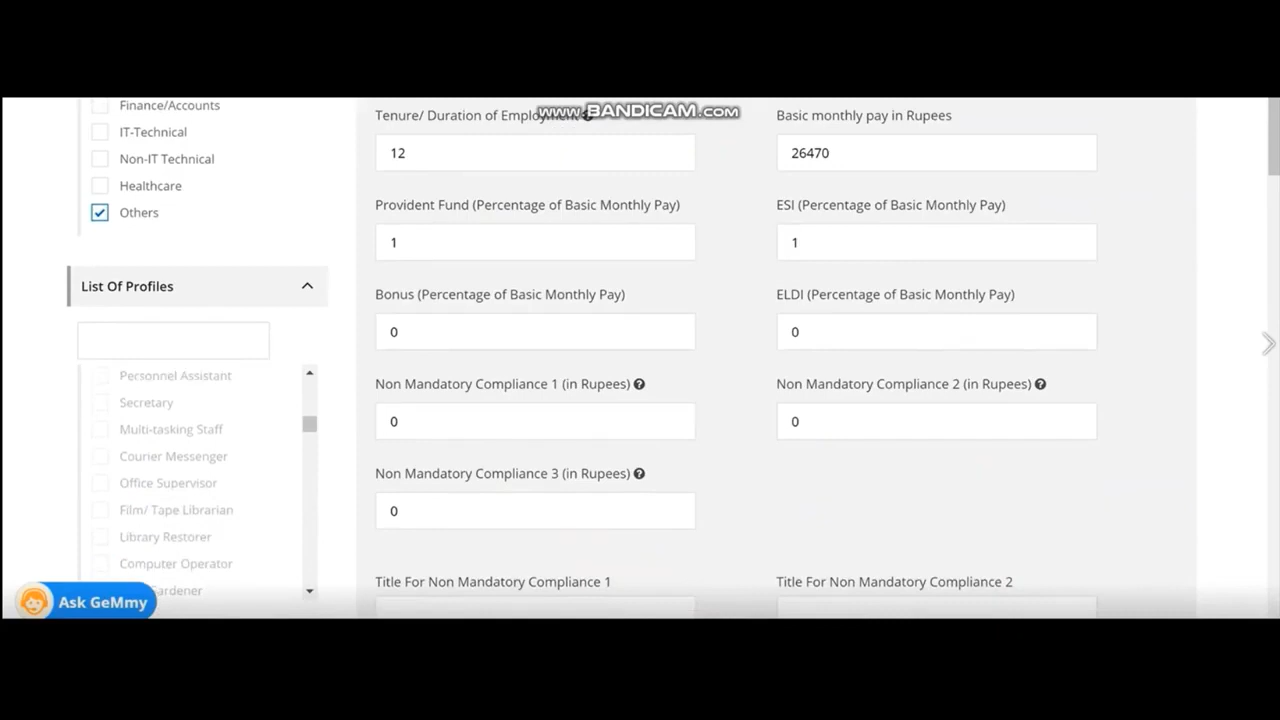 www.BANDICAM.com
Finance/Accounts
IT-Technical
Non-IT Technical
Healthcare
Others
List Of Profiles
Personnel Assistant
Secretary
Multi-tasking Staff
Courier Messenger
Office Supervisor
Film/ Tape Librarian
Library Restorer
Computer Operator
Ask GeMmy
Tenure/ Duration of Employment
12
Basic monthly pay in Rupees
26470
Provident Fund (Percentage of Basic Monthly Pay)
1
ESI (Percentage of Basic Monthly Pay)
1
Bonus (Percentage of Basic Monthly Pay)
0
ELDI (Percentage of Basic Monthly Pay)
0
Non Mandatory Compliance 1 (in Rupees) ?
0
Non Mandatory Compliance 2 (in Rupees) ?
0
Non Mandatory Compliance 3 (in Rupees) ?
0
Title For Non Mandatory Compliance 1
Title For Non Mandatory Compliance 2